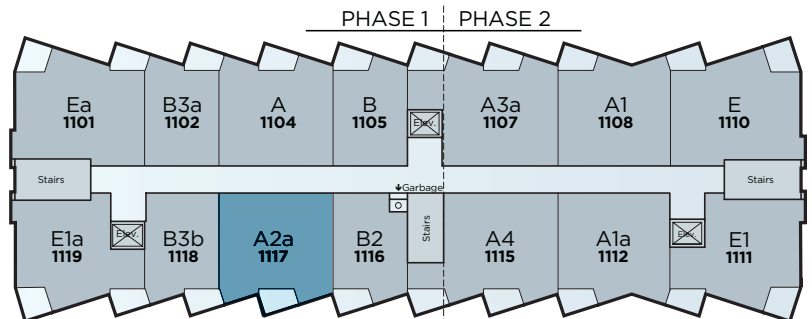 PHASE 1 PHASE 2
Ea B3a A B A3a A1 E
1101 1102 1104 1105 1107 1108 1110
Elev.
Stairs Stairs
Garbage
E1a B3b A2a B2 A4 A1a E1
1119 1118 1117 1116 1115 1112 1111
Elev. Stairs Elev.